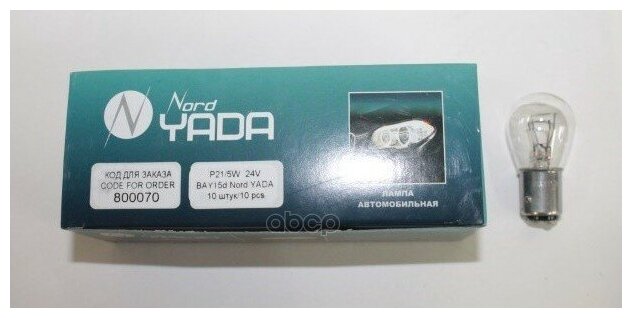 Nord
YADA
КОД ДЛЯ ЗАКАЗА
CODE FOR ORDER
800070
P21/5W 24V
BAY15d Nord YADA
10 штук/10 pcs
ЛАМПА
АВТОМОБИЛЬНАЯ
abcp